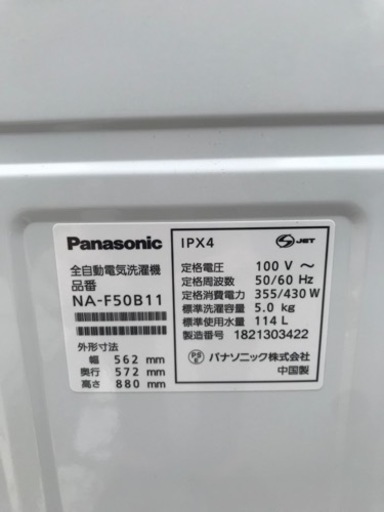 Panasonic
全自動電気洗濯機
品番
NA-F50B11
外形寸法
幅 562 mm
奥行 572 mm
高さ 880 mm
IPX4
S JET
定格電圧 100 V ～
定格周波数 50/60 Hz
定格消費電力 355/430 W
標準洗濯容量 5.0 kg
標準使用水量 114 L
製造番号 1821303422
パナソニック株式会社
中国製